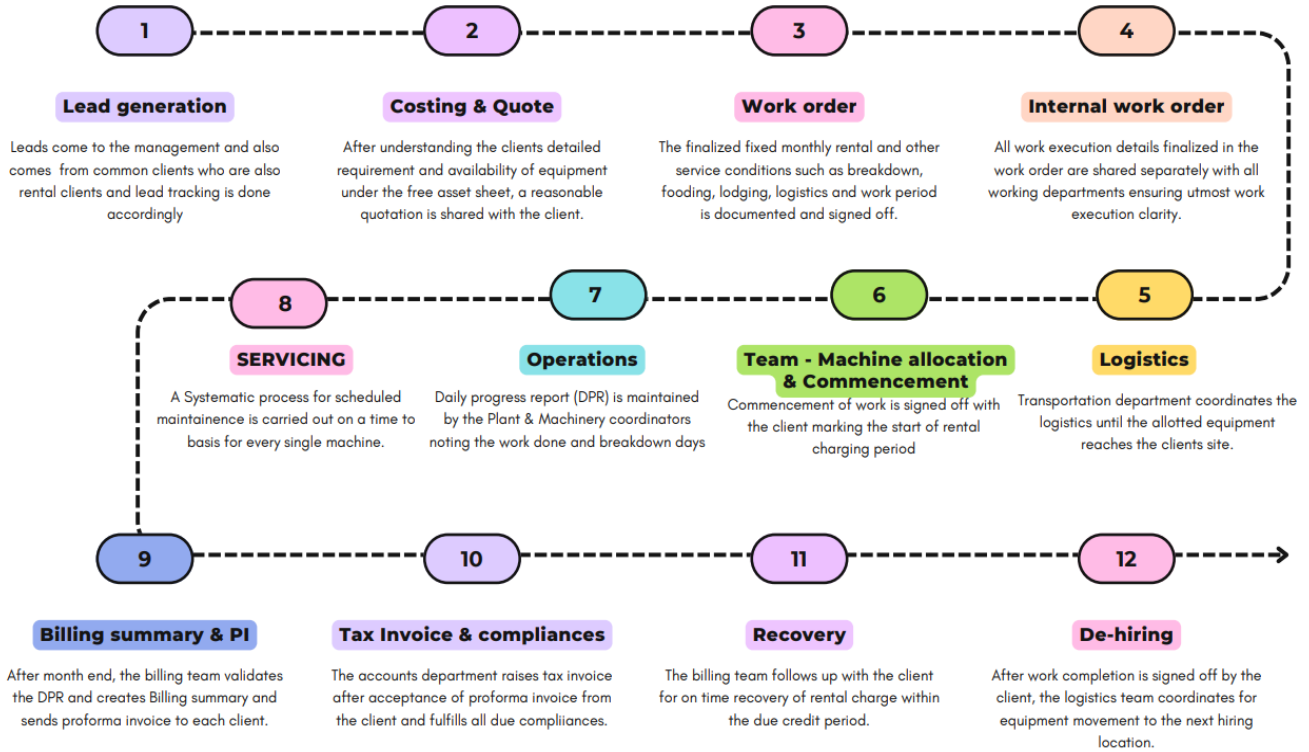 1
2
3
4
Lead generation
Leads come to the management and also
comes from common clients who are also
rental clients and lead tracking is done
accordingly
Costing & Quote
After understanding the clients detailed
requirement and availability of equipment
under the free asset sheet, a reasonable
quotation is shared with the client.
Work order
The finalized fixed monthly rental and other
service conditions such as breakdown,
fooding, lodging, logistics and work period
is documented and signed off.
Internal work order
All work execution details finalized in the
work order are shared separately with all
working departments ensuring utmost work
execution clarity.
5
Logistics
Transportation department coordinates the
logistics until the allotted equipment
reaches the clients site.
6
Team - Machine allocation
& Commencement
Commencement of work is signed off with
the client marking the start of rental
charging period
7
Operations
Daily progress report (DPR) is maintained
by the Plant & Machinery coordinators
noting the work done and breakdown days
8
SERVICING
A Systematic process for scheduled
maintainence is carried out on a time to
basis for every single machine.
9
Billing summary & PI
After month end, the billing team validates
the DPR and creates Billing summary and
sends proforma invoice to each client.
10
Tax Invoice & compliances
The accounts department raises tax invoice
after acceptance of proforma invoice from
the client and fulfills all due compliiances.
11
Recovery
The billing team follows up with the client
for on time recovery of rental charge within
the due credit period.
12
De-hiring
After work completion is signed off by the
client, the logistics team coordinates for
equipment movement to the next hiring
location.